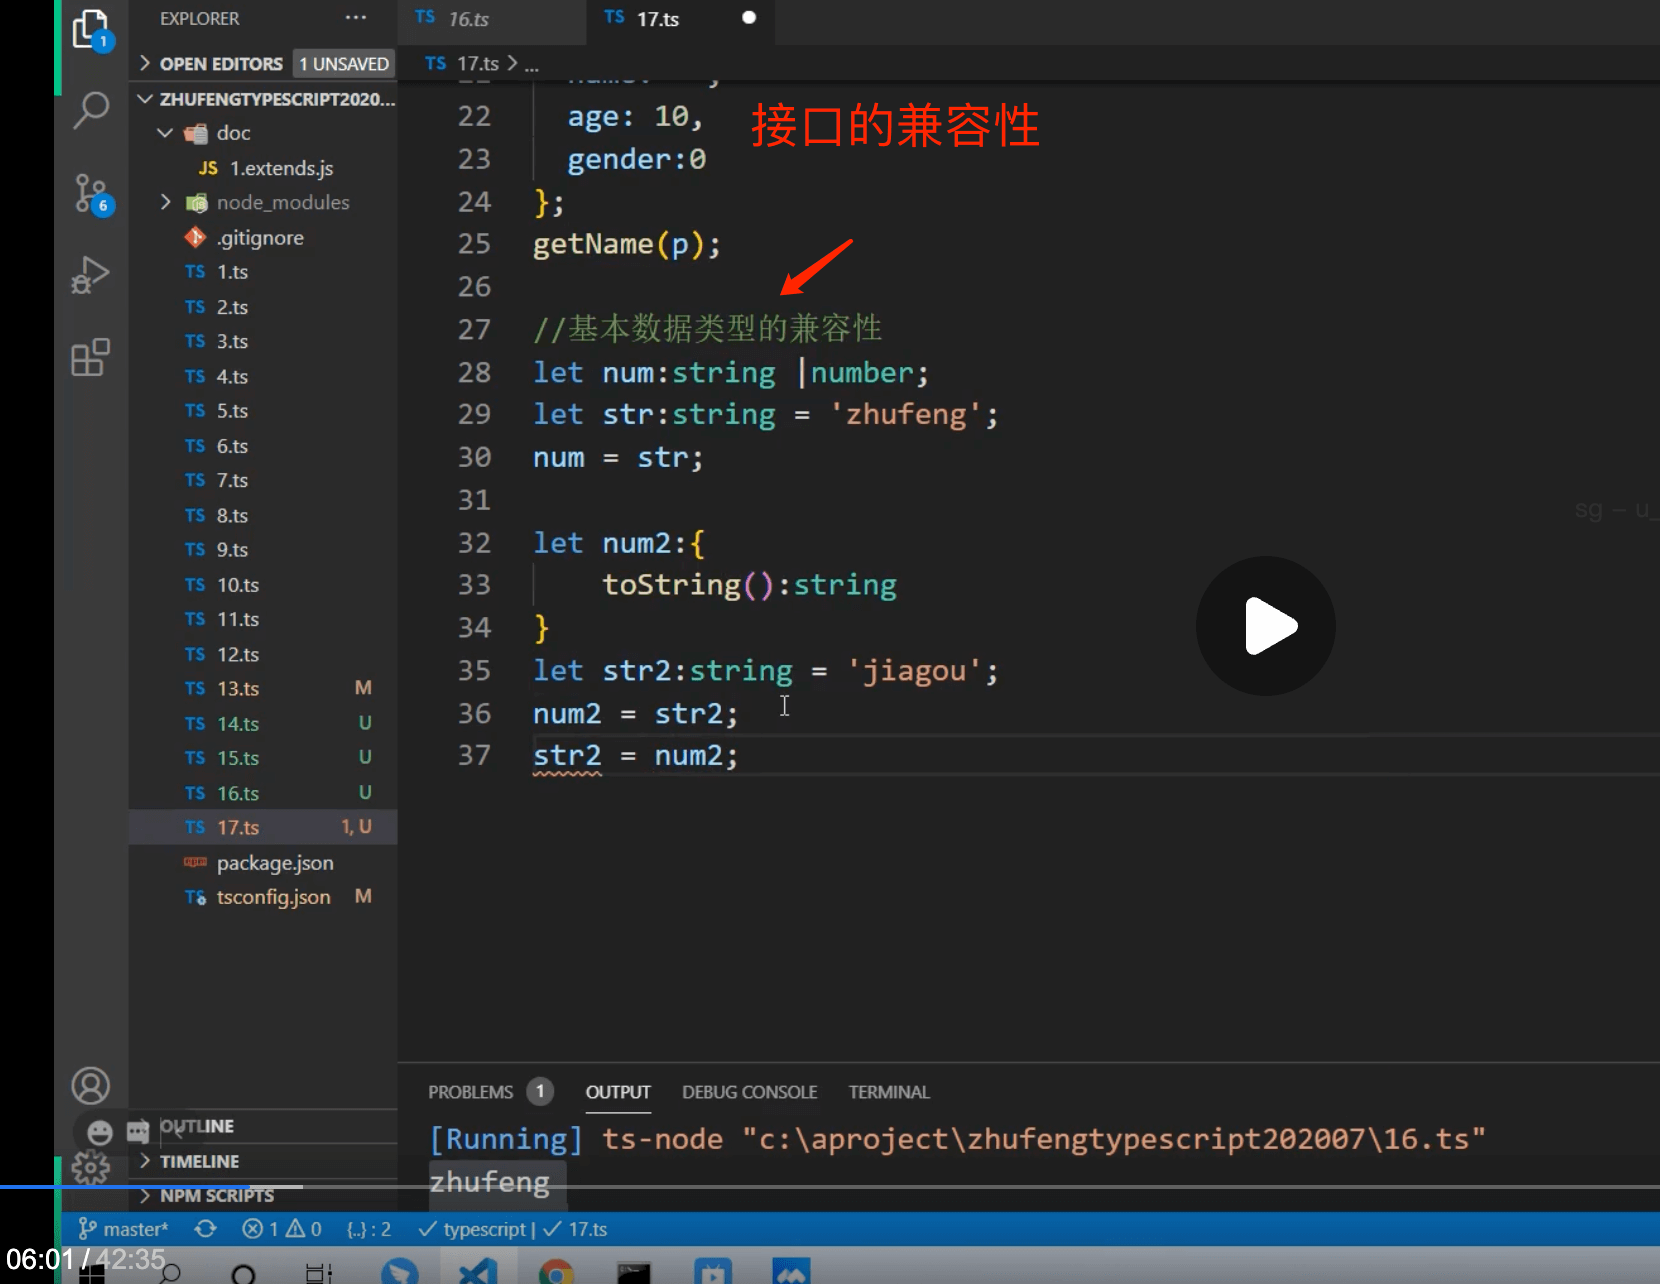 EXPLORER ...
1
OPEN EDITORS 1 UNSAVED
ZHUFENGTYPESCRIPT2020...
doc
JS 1.extends.js
node_modules
.gitignore
6
TS 1.ts
TS 2.ts
TS 3.ts
TS 4.ts
TS 5.ts
TS 6.ts
TS 7.ts
TS 8.ts
TS 9.ts
TS 10.ts
TS 11.ts
TS 12.ts
TS 13.ts M
TS 14.ts U
TS 15.ts U
TS 16.ts U
TS 17.ts 1, U
package.json
TS tsconfig.json M
OUTLINE
TIMELINE
NPM SCRIPTS
TS 16.ts TS 17.ts
TS 17.ts > ...
22 age: 10,
接口的兼容性
23 gender:0
24 };
25 getName(p);
26
27 //基本数据类型的兼容性
28 let num:string |number;
29 let str:string = 'zhufeng';
30 num = str;
31
32 let num2:{
33 toString():string
34 }
35 let str2:string = 'jiagou';
36 num2 = str2;
37 str2 = num2;
sg – u_
PROBLEMS 1 OUTPUT DEBUG CONSOLE TERMINAL
[Running] ts-node "c:\aproject\zhufengtypescript202007\16.ts"
zhufeng
master* 1 0 {..} : 2 ✓ typescript | ✓ 17.ts
06:01 / 42:35